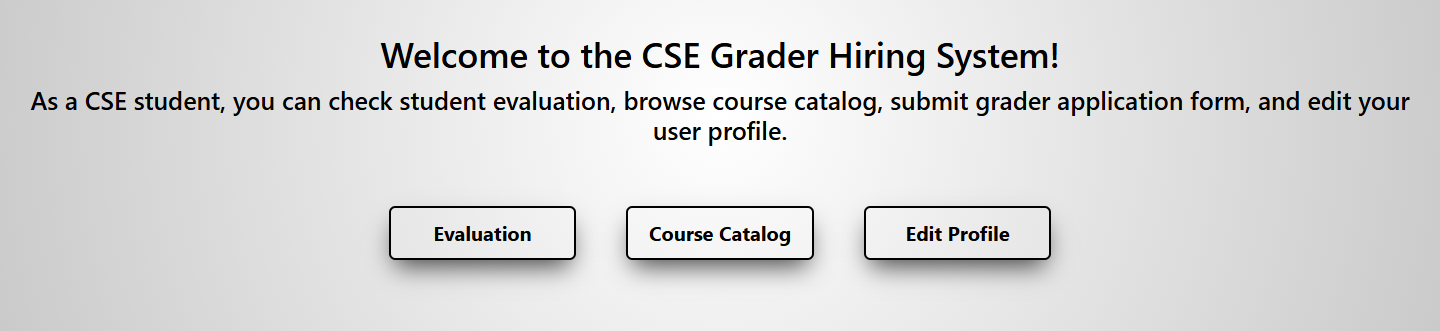 Welcome to the CSE Grader Hiring System!
As a CSE student, you can check student evaluation, browse course catalog, submit grader application form, and edit your
user profile.
Evaluation
Course Catalog
Edit Profile